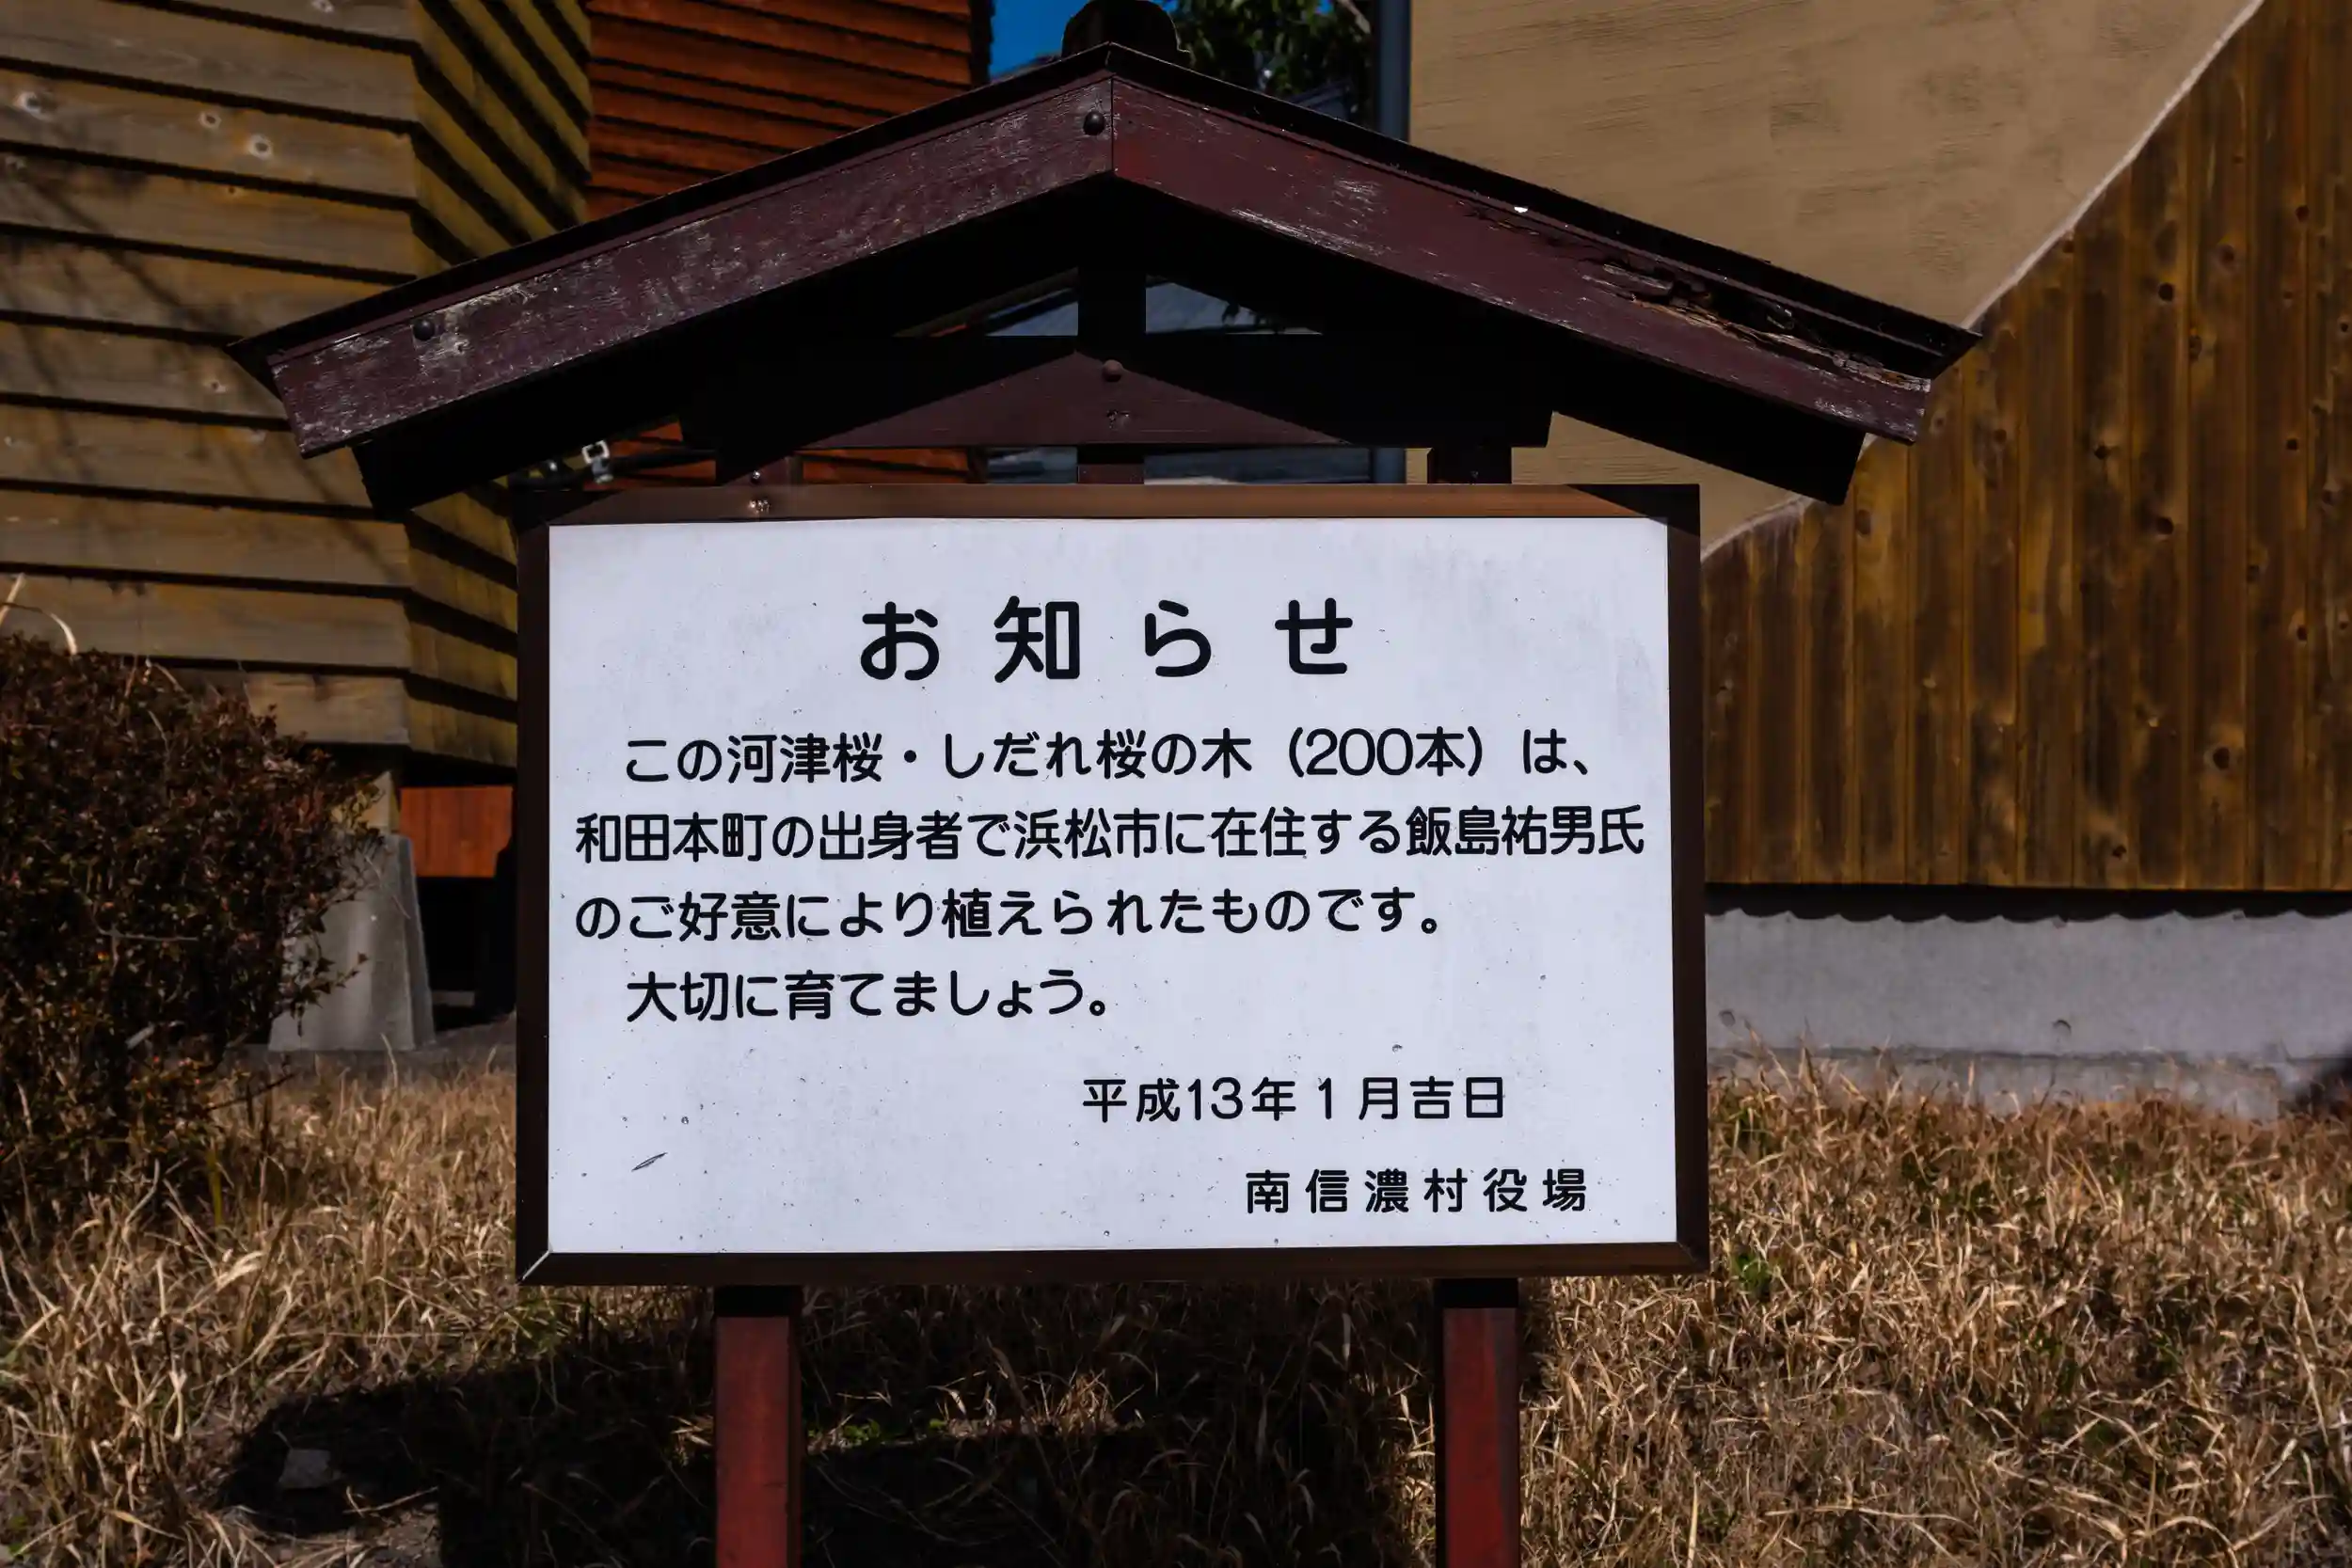 お知らせ
この河津桜・しだれ桜の木（200本）は、
和田本町の出身者で浜松市に在住する飯島祐男氏
のご好意により植えられたものです。
大切に育てましょう。
平成13年１月吉日
南信濃村役場